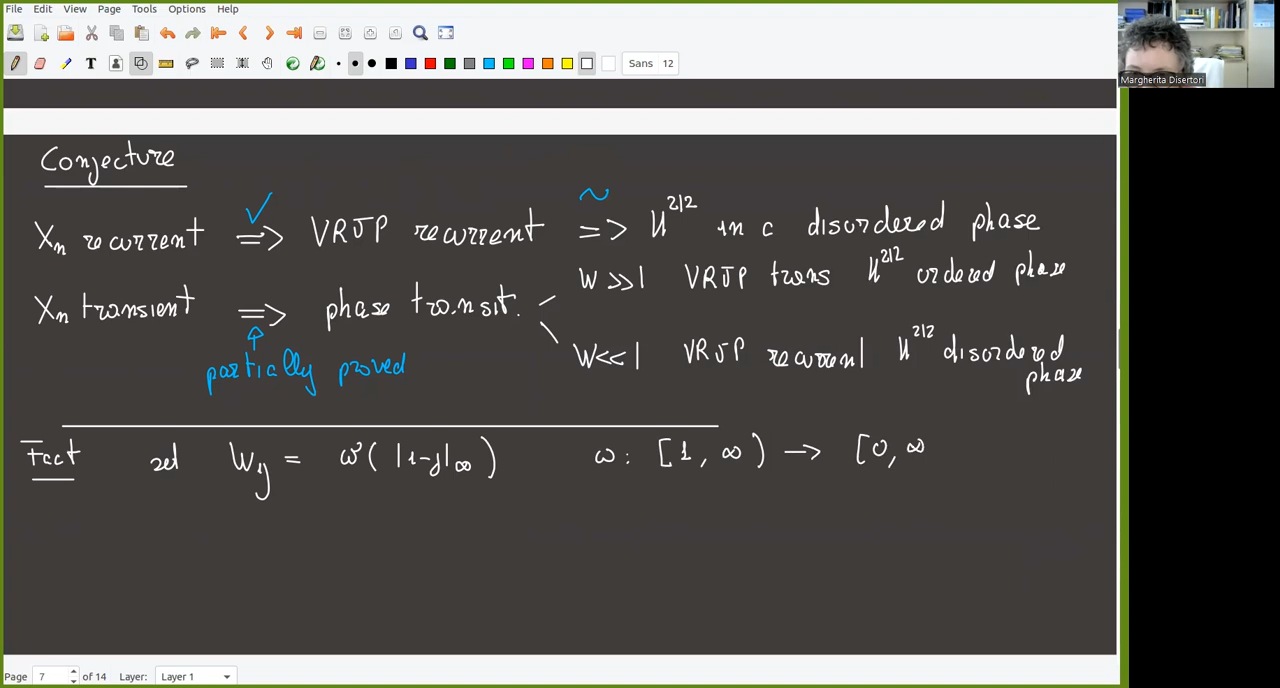 File Edit View Page Tools Options Help
Sans 12
Margherita Disertori
Conjecture
✓ ~
Xn recurrent => VRJP recurrent => H^2|2 in a disordered phase
W >> 1 VRJP trans H^2|2 ordered phase
Xn transient => phase transit.
W << 1 VRJP recurrent H^2|2 disordered phase
↑
partially proved
Fact set W_ij = w(|i-j|_∞) w: [1, ∞) → [0, ∞
Page 7 of 14 Layer: Layer 1